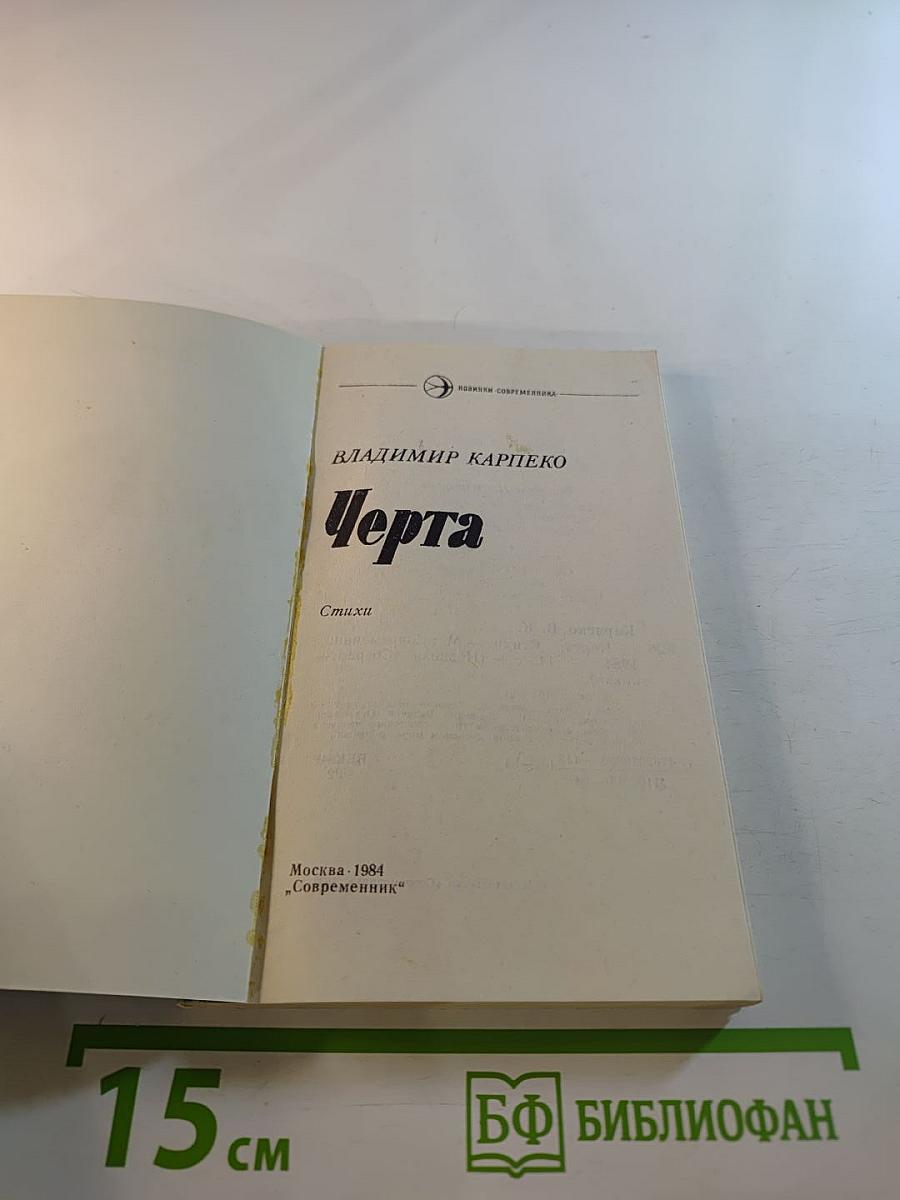 НОВИНКИ «СОВРЕМЕННИКА»
ВЛАДИМИР КАРПЕКО
Черта
Стихи
Москва · 1984
„Современник“
15 см
БФ БИБЛИОФАН